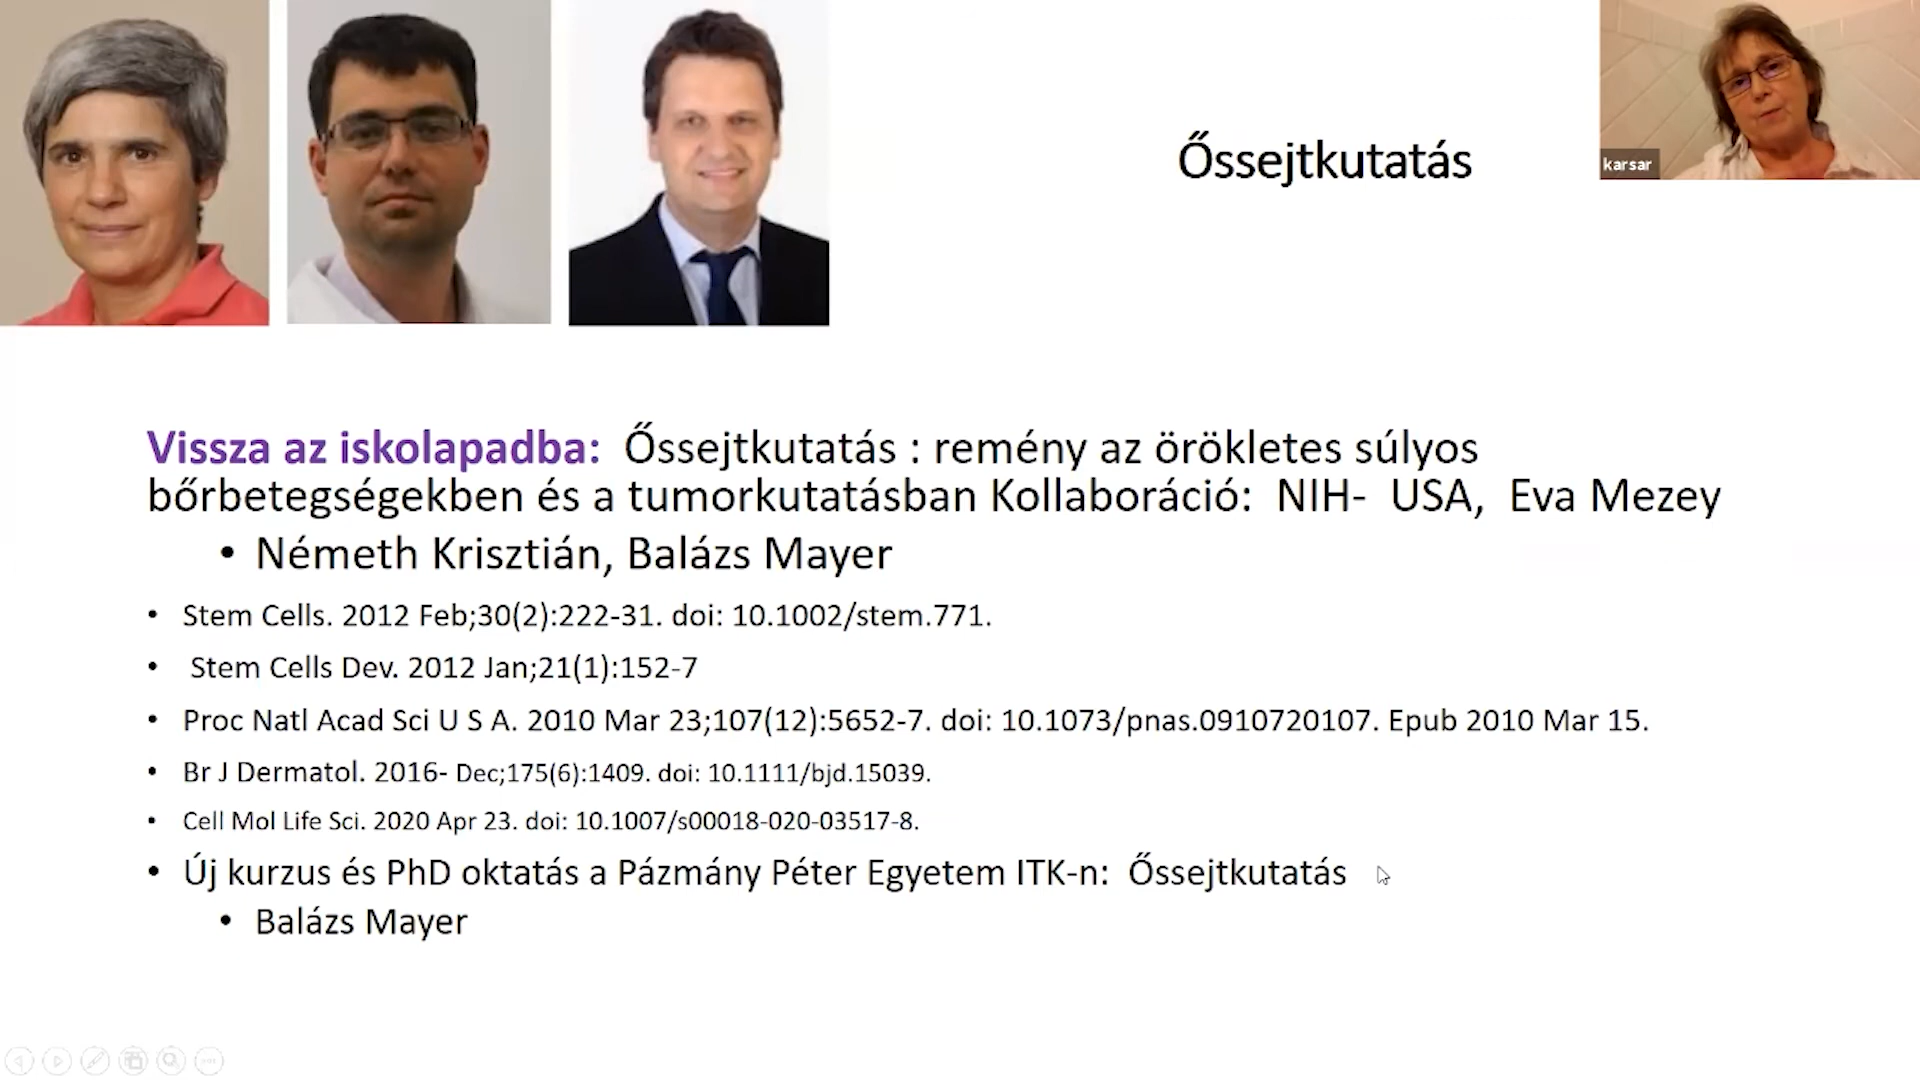 Őssejtkutatás
karsar
Vissza az iskolapadba: Őssejtkutatás : remény az örökletes súlyos
bőrbetegségekben és a tumorkutatásban Kollaboráció: NIH- USA, Eva Mezey
• Németh Krisztián, Balázs Mayer
• Stem Cells. 2012 Feb;30(2):222-31. doi: 10.1002/stem.771.
• Stem Cells Dev. 2012 Jan;21(1):152-7
• Proc Natl Acad Sci U S A. 2010 Mar 23;107(12):5652-7. doi: 10.1073/pnas.0910720107. Epub 2010 Mar 15.
• Br J Dermatol. 2016- Dec;175(6):1409. doi: 10.1111/bjd.15039.
• Cell Mol Life Sci. 2020 Apr 23. doi: 10.1007/s00018-020-03517-8.
• Új kurzus és PhD oktatás a Pázmány Péter Egyetem ITK-n: Őssejtkutatás
• Balázs Mayer